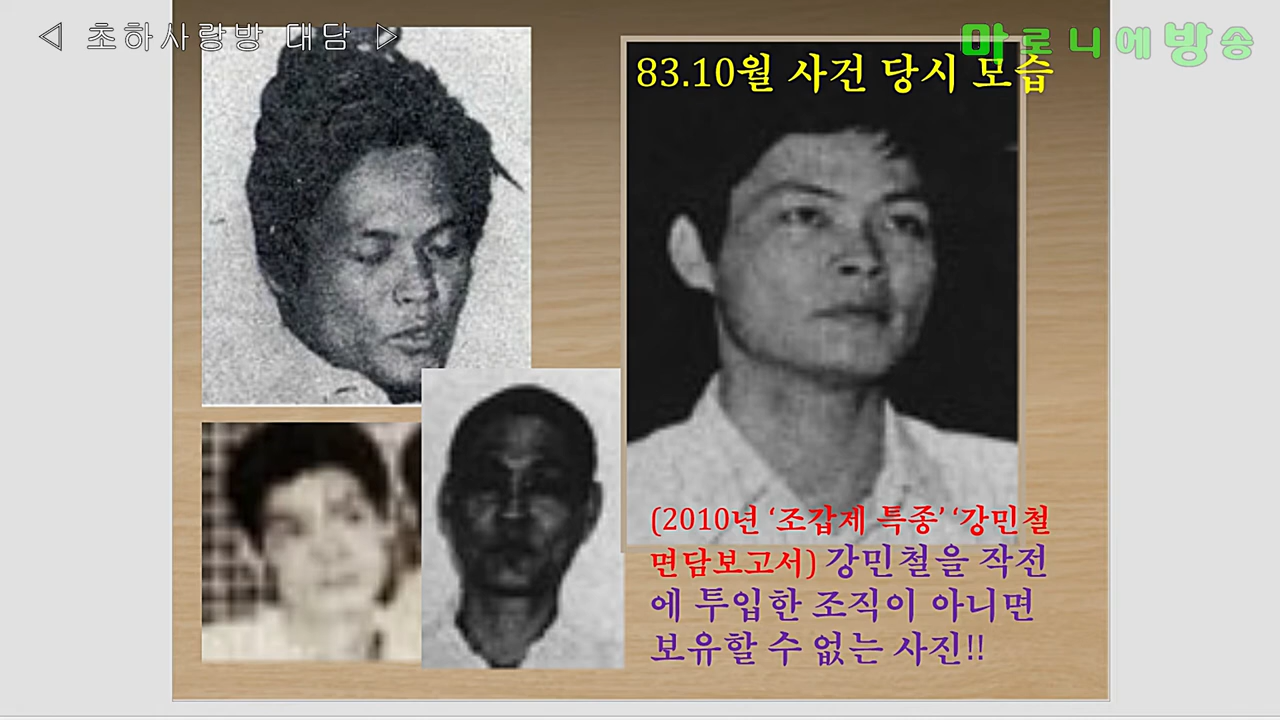 ◁ 초하사랑방 대담 ▷
마로니에방송
83.10월 사건 당시 모습
(2010년 ‘조갑제 특종’ ‘강민철
면담보고서) 강민철을 작전
에 투입한 조직이 아니면
보유할 수 없는 사진!!